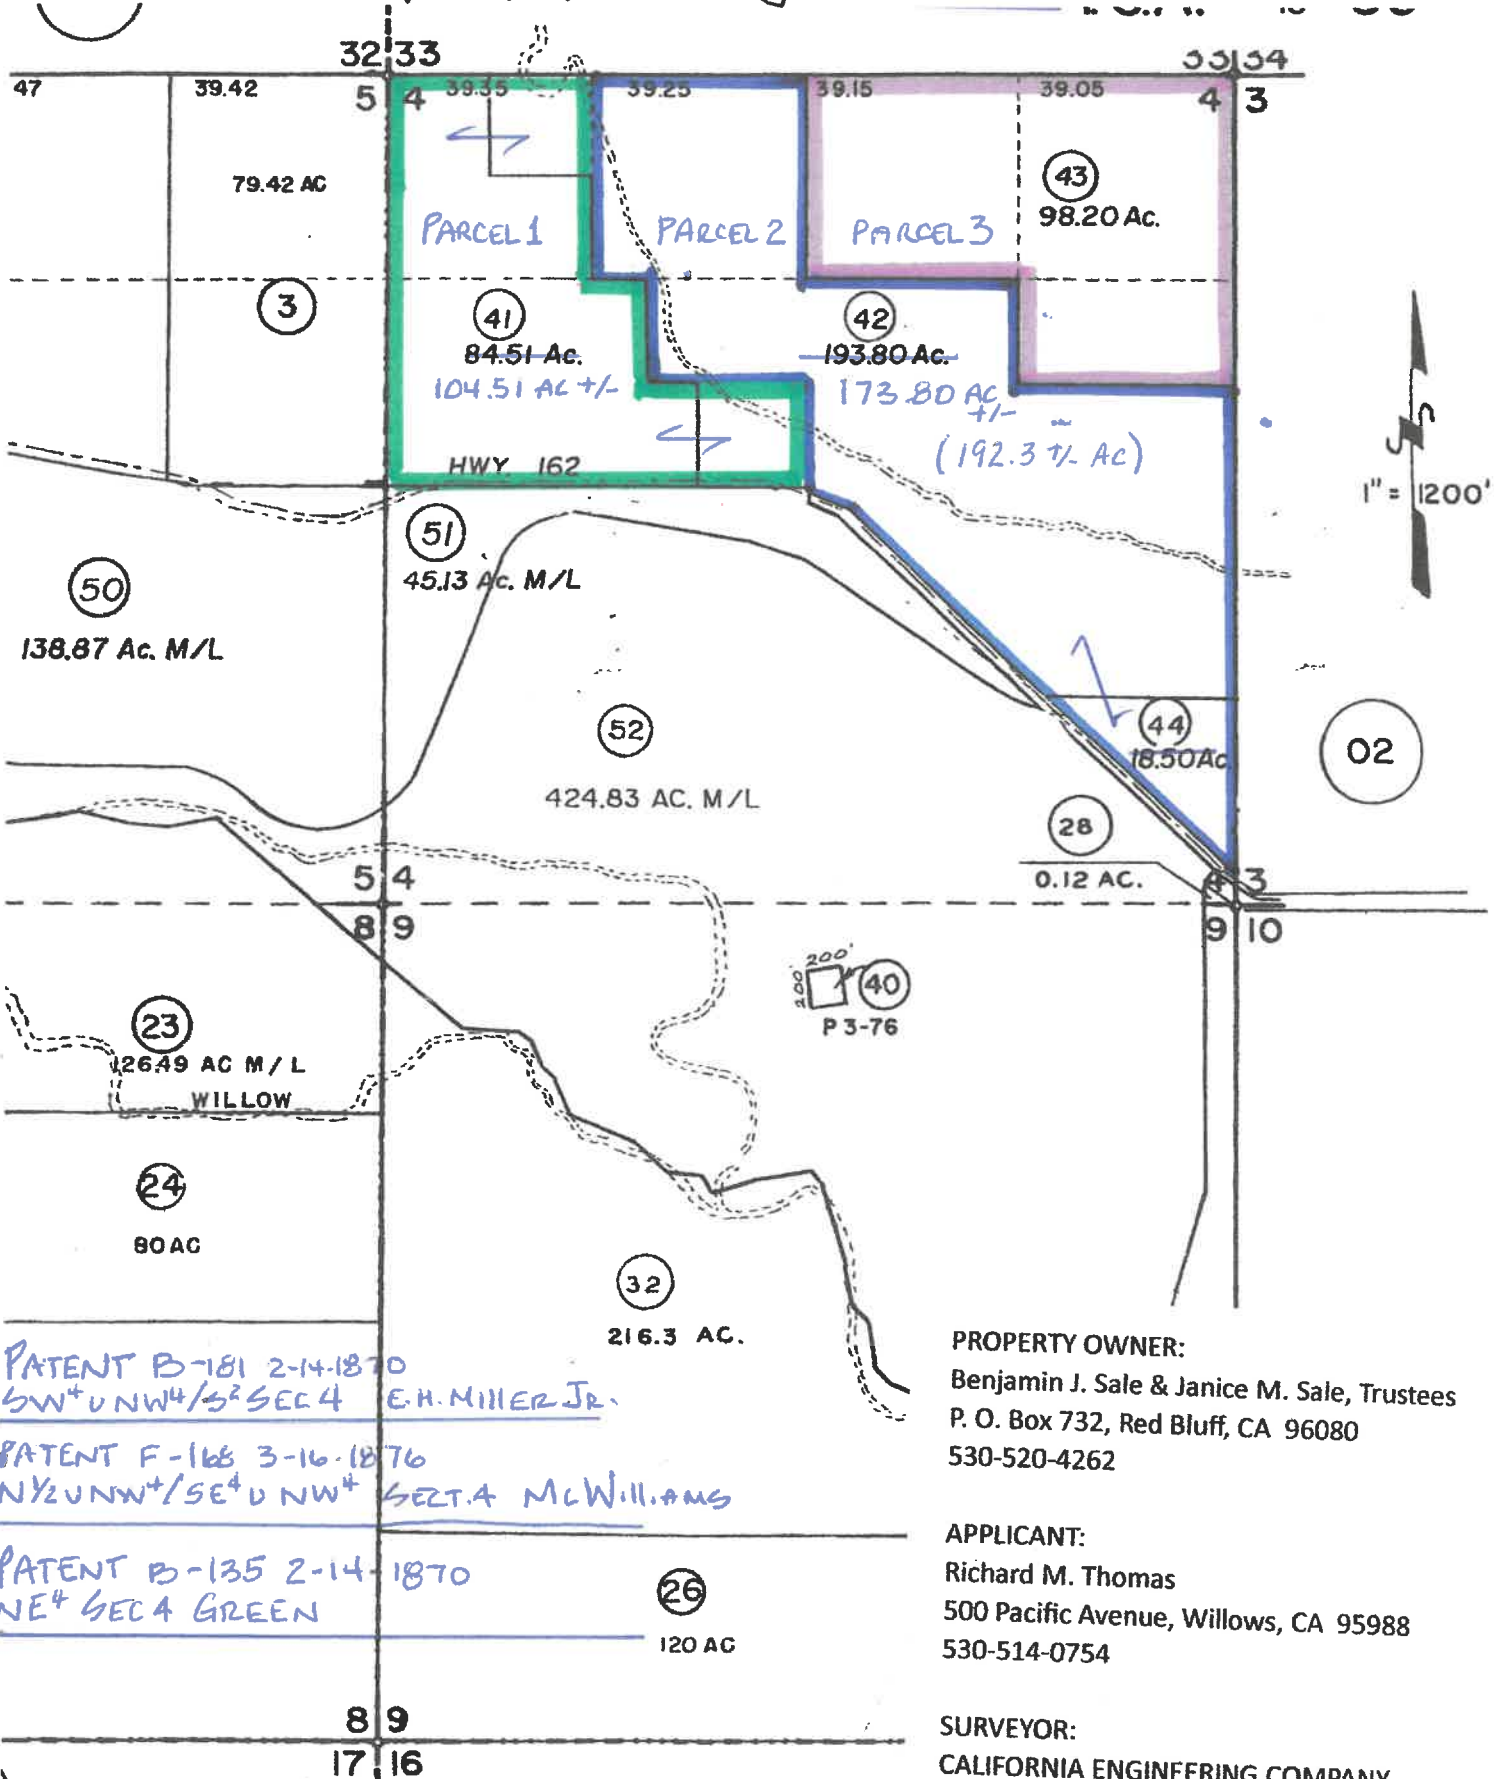 32 33
33 34
47
39.42
5 4
39.35
39.25
39.15
39.05
4 3
79.42 AC
43
98.20 Ac.
PARCEL 1
PARCEL 2
PARCEL 3
3
41
84.51 Ac.
104.51 AC +/-
42
193.80 Ac.
173.80 AC
+/-
(192.3 +/- AC)
HWY. 162
1" = 1200'
51
45.13 Ac. M/L
50
138.87 Ac. M/L
52
424.83 AC. M/L
44
18.50 Ac.
02
28
0.12 AC.
5 4
4 3
8 9
9 10
200'
200'
40
P 3-76
23
126.49 AC M/L
WILLOW
24
80 AC
32
216.3 AC.
PATENT B-181 2-14-1870
SW⁴ U NW⁴/S² SEC 4 E.H. MILLER JR.
PATENT F-168 3-16-1876
N½ U NW⁴/SE⁴ U NW⁴ SECT. 4 McWilliams
PATENT B-135 2-14-1870
NE⁴ SEC 4 GREEN
26
120 AC
8 9
17 16
PROPERTY OWNER:
Benjamin J. Sale & Janice M. Sale, Trustees
P. O. Box 732, Red Bluff, CA 96080
530-520-4262
APPLICANT:
Richard M. Thomas
500 Pacific Avenue, Willows, CA 95988
530-514-0754
SURVEYOR:
CALIFORNIA ENGINEERING COMPANY